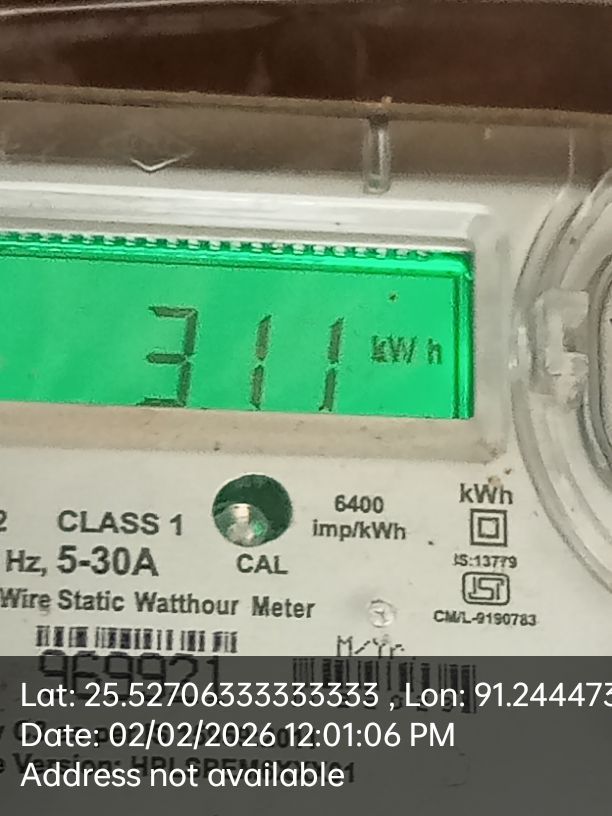 311 kWh
2 CLASS 1
6400
imp/kWh
kWh
Hz, 5-30A
CAL
IS:13779
ISI
CM/L-9190783
Wire Static Watthour Meter
M/Yr.
969921
Lat: 25.52706333333333 , Lon: 91.244473
Date: 02/02/2026 12:01:06 PM
Address not available